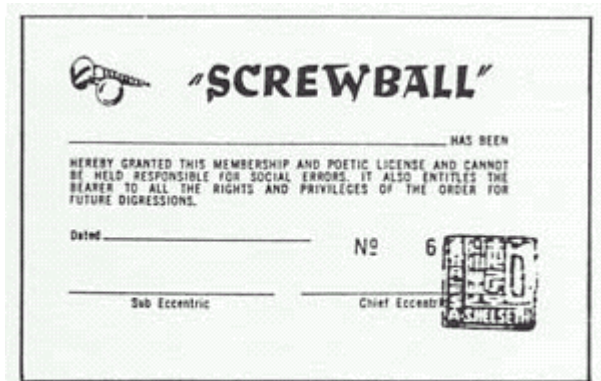 "SCREWBALL"
HAS BEEN
HEREBY GRANTED THIS MEMBERSHIP AND POETIC LICENSE AND CANNOT
BE HELD RESPONSIBLE FOR SOCIAL ERRORS. IT ALSO ENTITLES THE
BEARER TO ALL THE RIGHTS AND PRIVILEGES OF THE ORDER FOR
FUTURE DIGRESSIONS.
Dated
Nº 6
Sub Eccentric Chief Eccentr